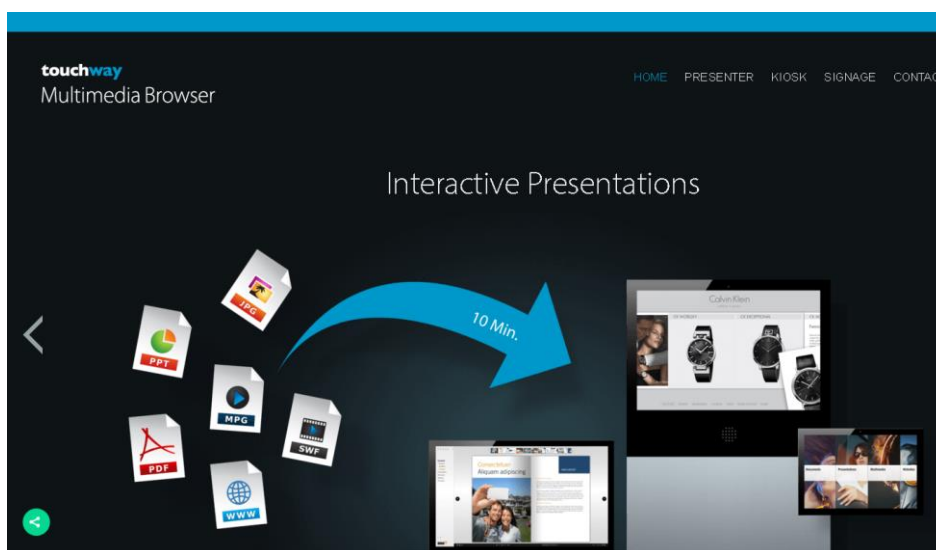 touchway
Multimedia Browser
HOME PRESENTER KIOSK SIGNAGE CONTAC
Interactive Presentations
JPG
10 Min.
PPT
MPG
SWF
PDF
WWW
Calvin Klein
Consectetuer
Aliquam adipiscing